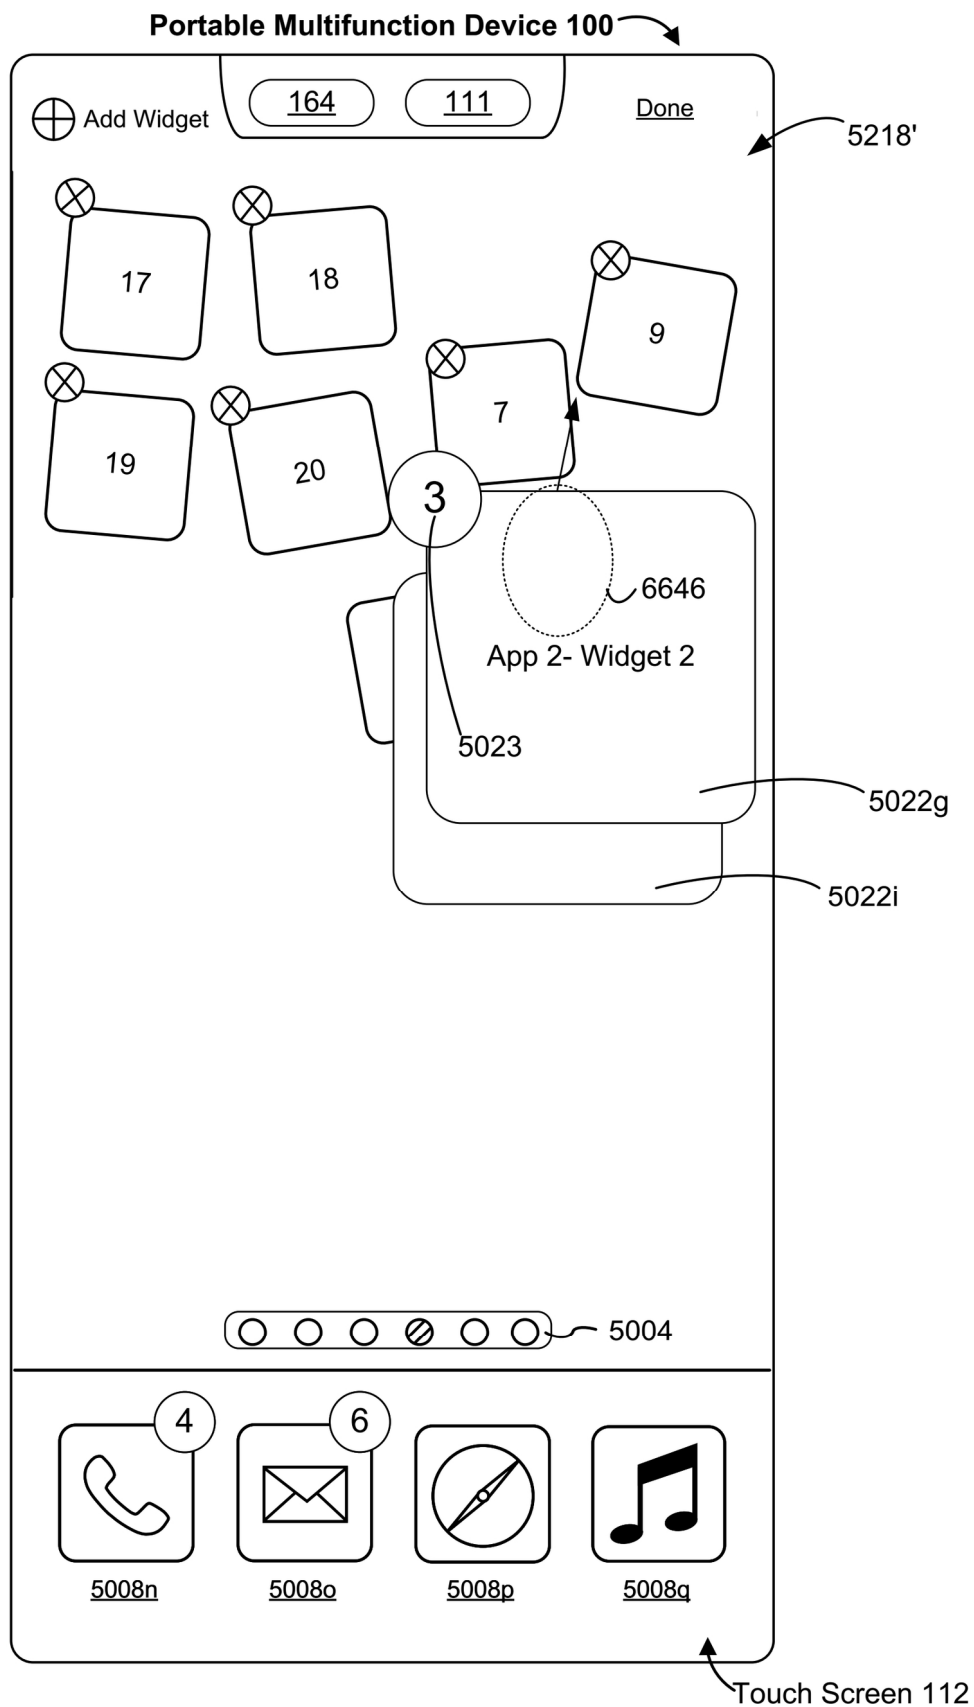 Portable Multifunction Device 100
Add Widget
164
111
Done
5218'
17
18
9
7
19
20
3
6646
App 2- Widget 2
5023
5022g
5022i
5004
4
6
5008n
5008o
5008p
5008q
Touch Screen 112